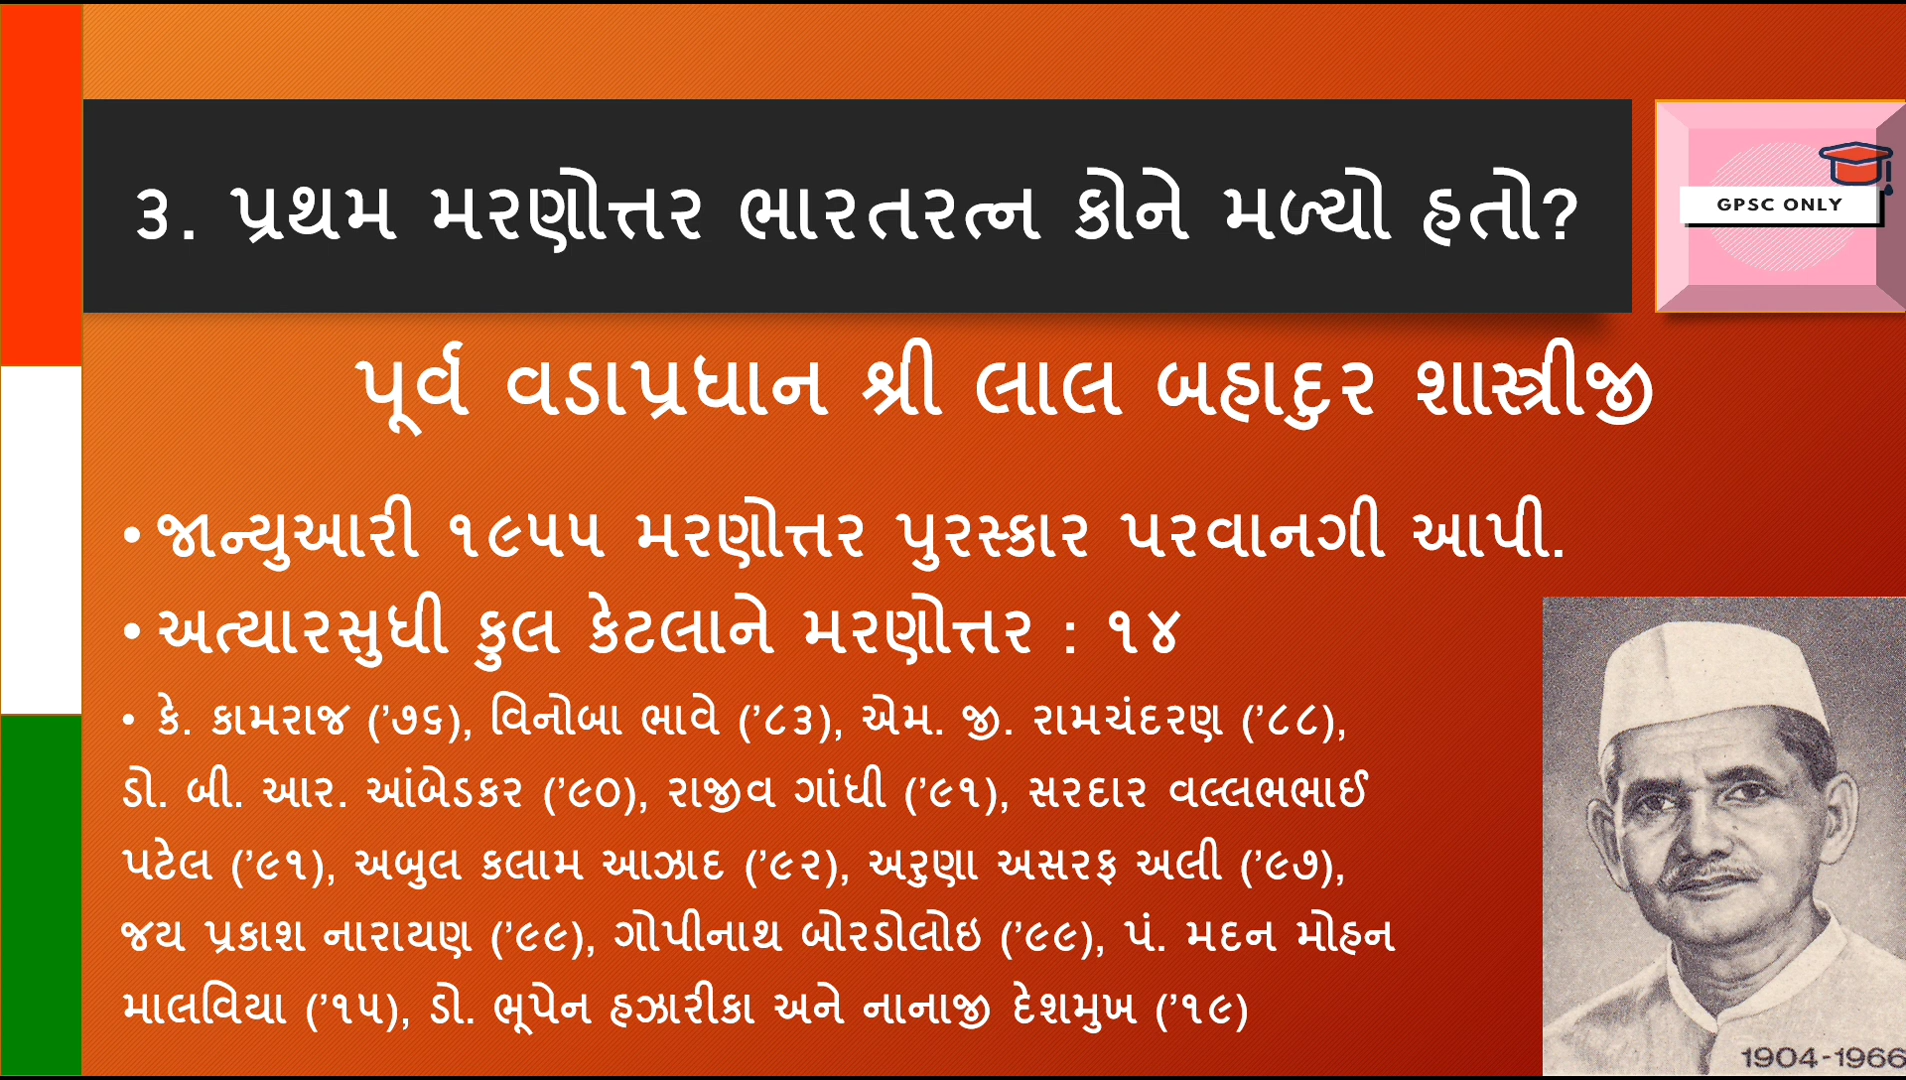 ૩. પ્રથમ મરણોત્તર ભારતરત્ન કોને મળ્યો હતો?
GPSC ONLY
પૂર્વ વડાપ્રધાન શ્રી લાલ બહાદુર શાસ્ત્રીજી
• જાન્યુઆરી ૧૯૫૫ મરણોત્તર પુરસ્કાર પરવાનગી આપી.
• અત્યારસુધી કુલ કેટલાને મરણોત્તર : ૧૪
• કે. કામરાજ (’૭૬), વિનોબા ભાવે (’૮૩), એમ. જી. રામચંદરણ (’૮૮),
ડો. બી. આર. આંબેડકર (’૯૦), રાજીવ ગાંધી (’૯૧), સરદાર વલ્લભભાઈ
પટેલ (’૯૧), અબુલ કલામ આઝાદ (’૯૨), અરુણા અસરફ અલી (’૯૭),
જય પ્રકાશ નારાયણ (’૯૯), ગોપીનાથ બોરડોલોઇ (’૯૯), પં. મદન મોહન
માલવિયા (’૧૫), ડો. ભૂપેન હઝારીકા અને નાનાજી દેશમુખ (’૧૯)
1904-1966